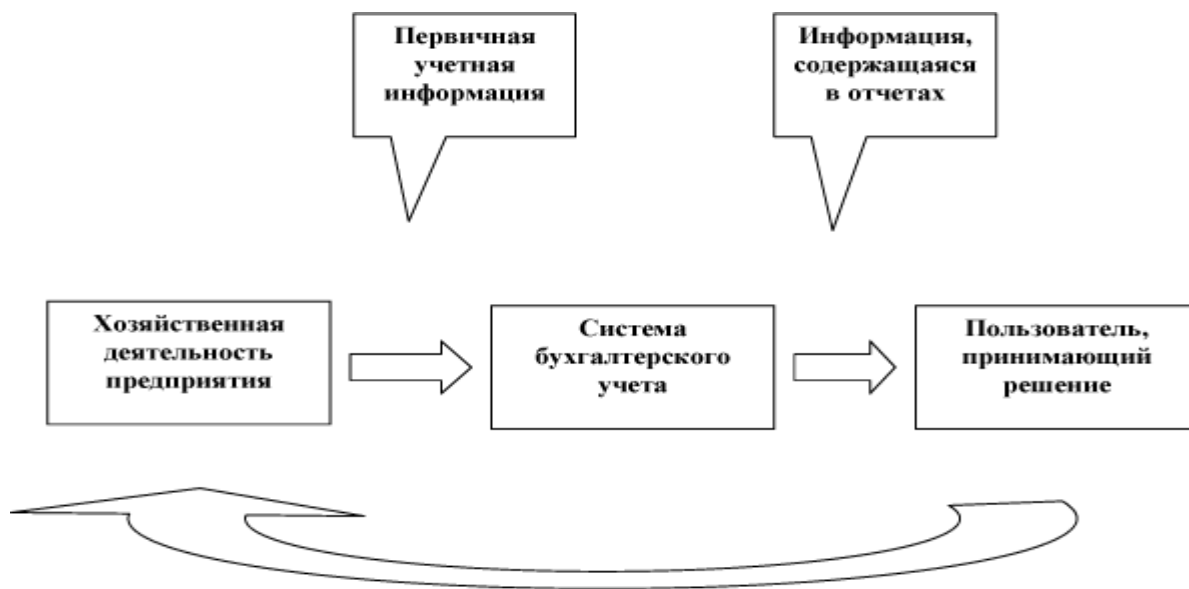 Первичная
учетная
информация
Информация,
содержащаяся
в отчетах
Хозяйственная
деятельность
предприятия
Система
бухгалтерского
учета
Пользователь,
принимающий
решение